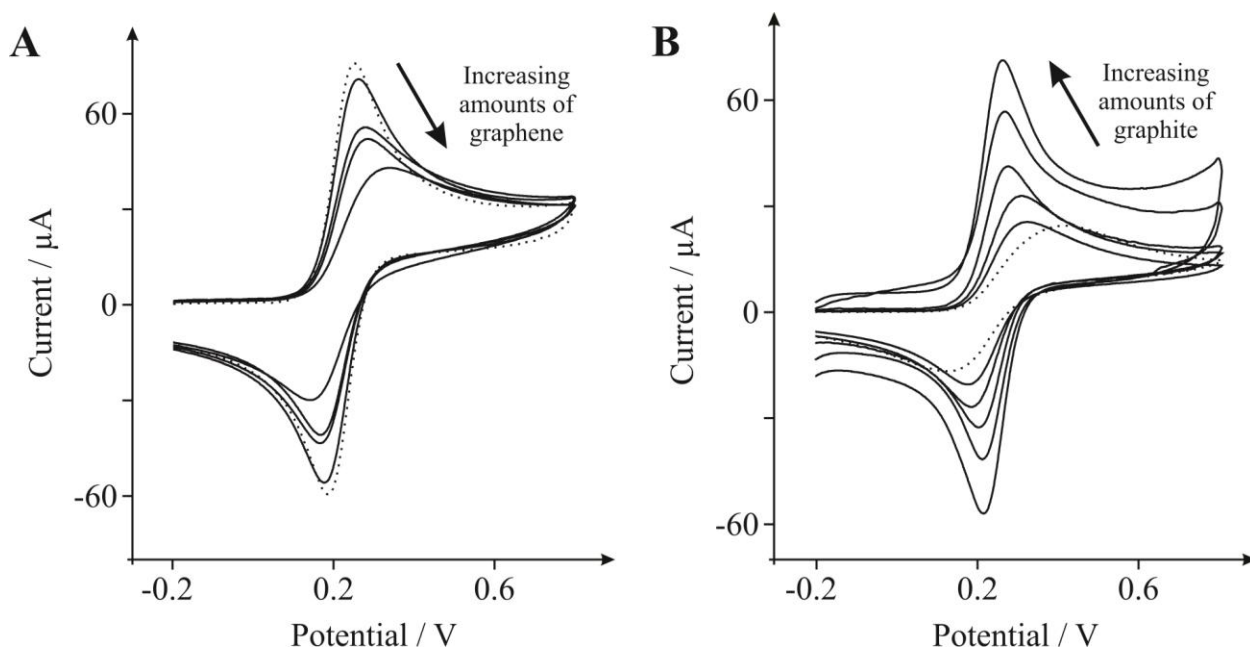 A
Increasing
amounts of
graphene
60
0
-60
Current / µA
-0.2
0.2
0.6
Potential / V
B
Increasing
amounts of
graphite
60
0
-60
Current / µA
-0.2
0.2
0.6
Potential / V